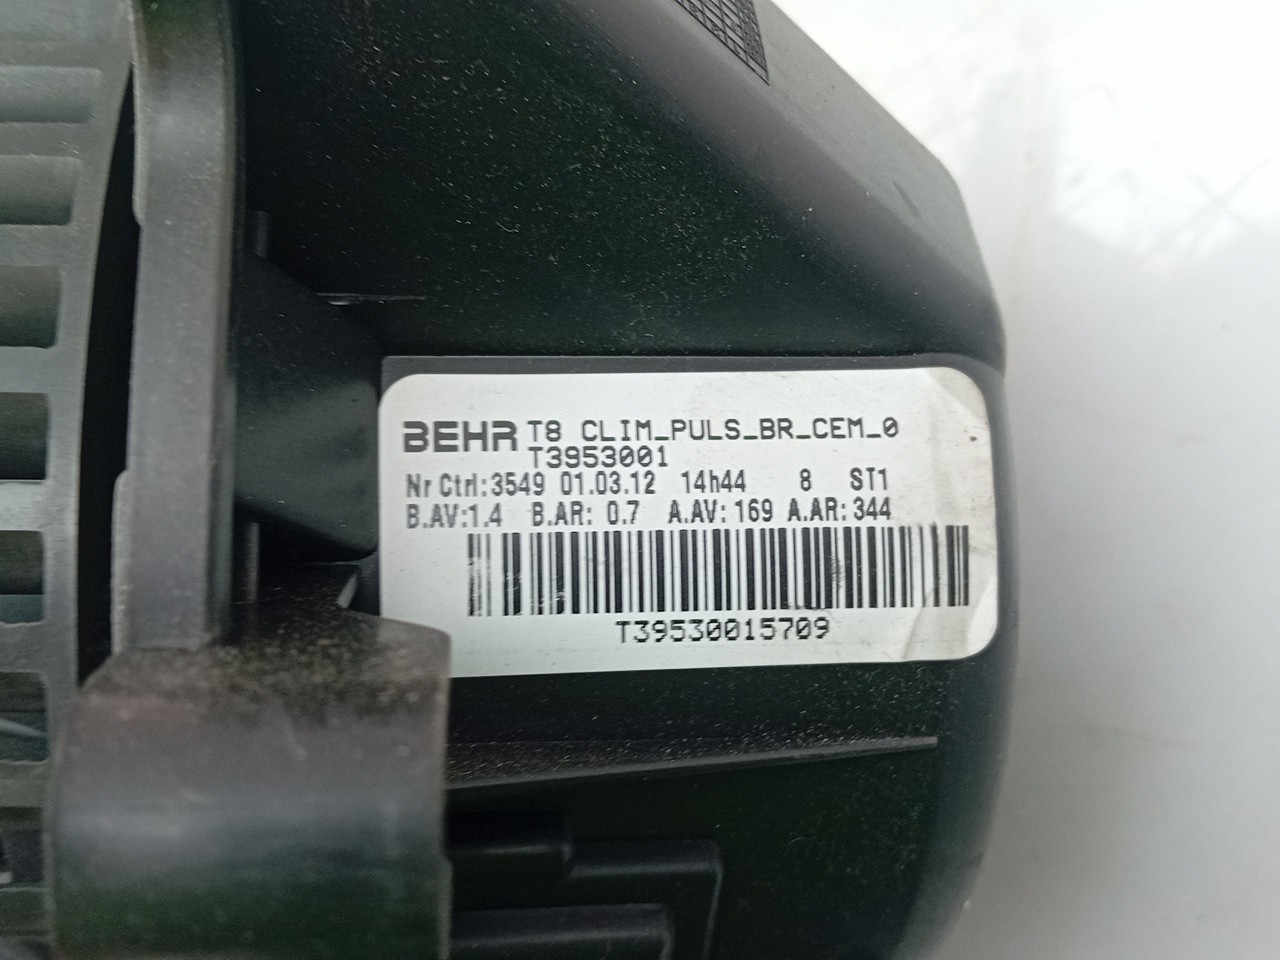 BEHR T8 CLIM_PULS_BR_CEM_0
T3953001
Nr Ctrl:3549 01.03.12 14h44 8 ST1
B.AV:1.4 B.AR: 0.7 A.AV: 169 A.AR: 344
T39530015709